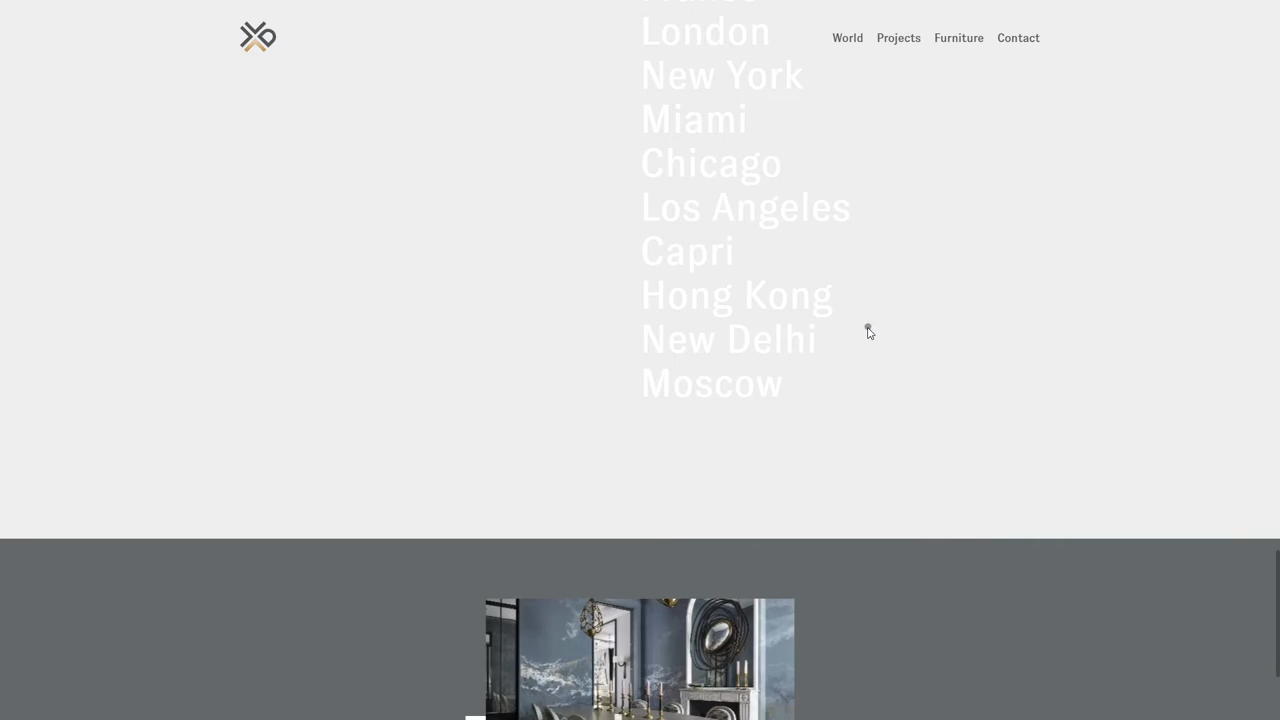 London
World Projects Furniture Contact
New York
Miami
Chicago
Los Angeles
Capri
Hong Kong
New Delhi
Moscow